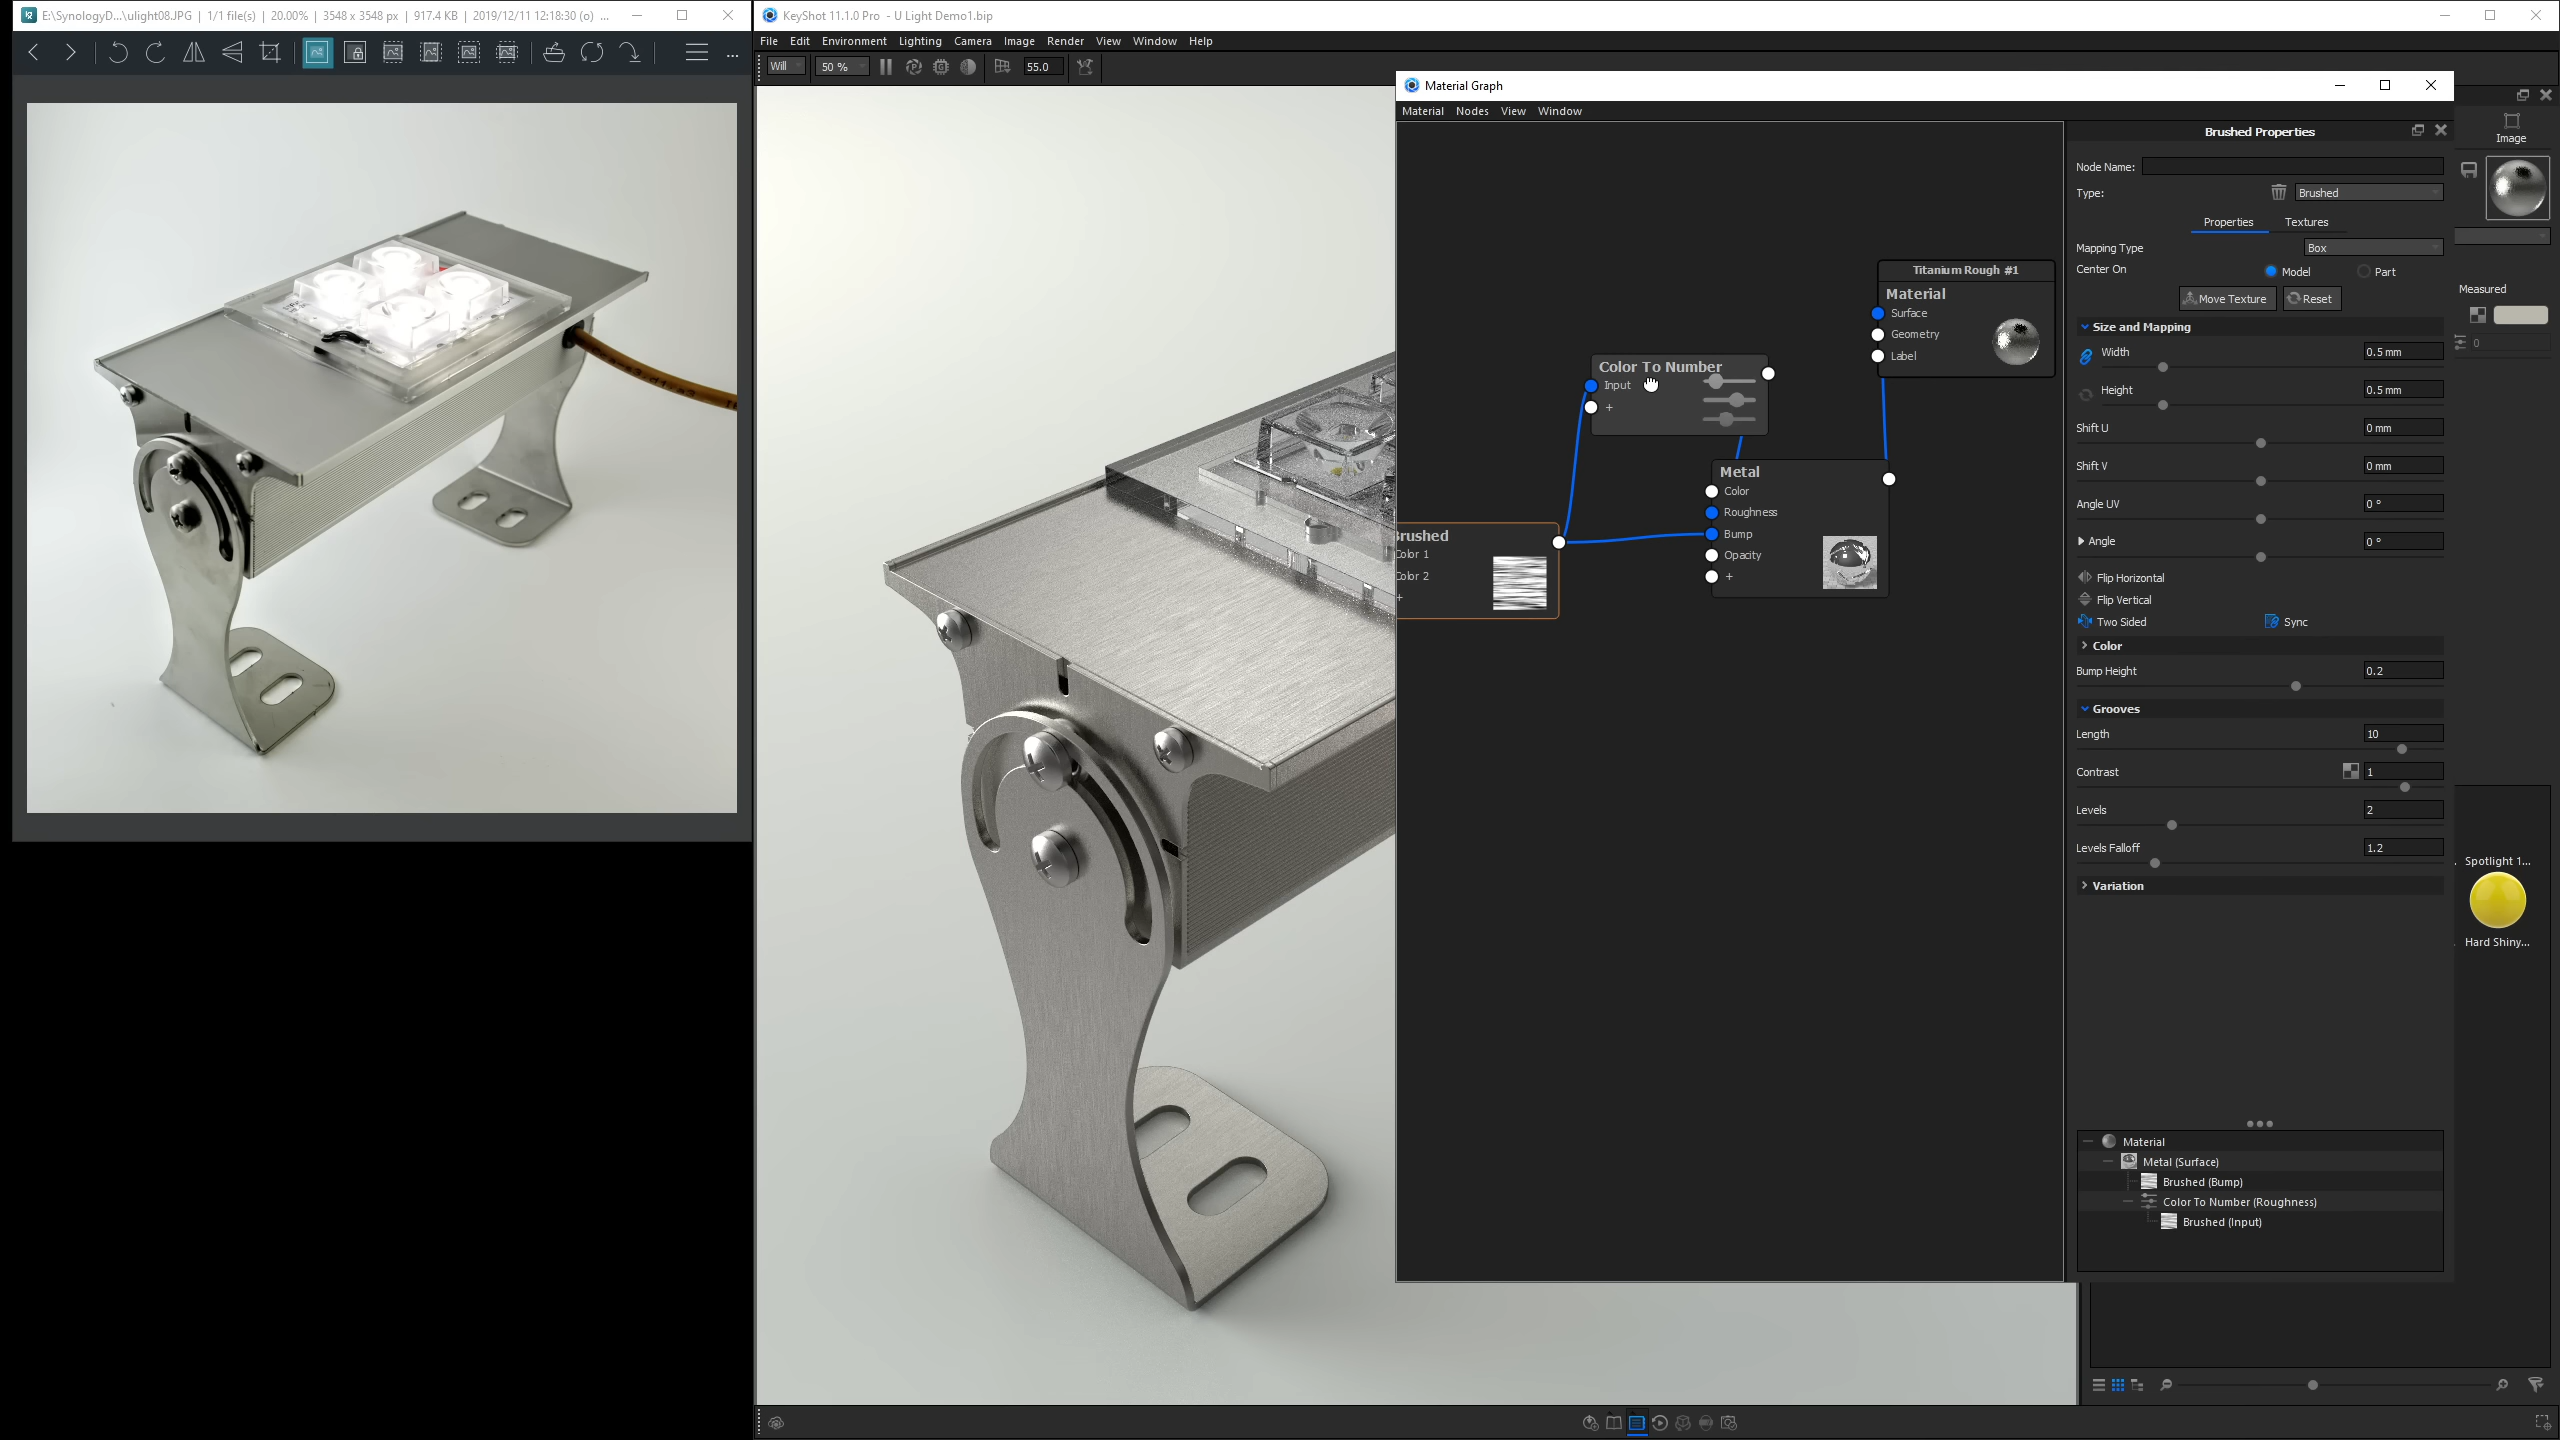 E:\SynologyD...\ulight08.JPG | 1/1 file(s) | 20.00% | 3548 x 3548 px | 917.4 KB | 2019/12/11 12:18:30 (o) ...
KeyShot 11.1.0 Pro - U Light Demo1.bip
File Edit Environment Lighting Camera Image Render View Window Help
Will 50 % 55.0
Material Graph
Material Nodes View Window
Brushed Properties
Image
Node Name:
Type: Brushed
Properties Textures
Mapping Type Box
Center On Model Part
Move Texture Reset
Measured
Size and Mapping
Width 0.5 mm
0
Height 0.5 mm
Shift U 0 mm
Shift V 0 mm
Angle UV 0 °
Angle 0 °
Flip Horizontal
Flip Vertical
Two Sided Sync
Color
Bump Height 0.2
Grooves
Length 10
Contrast 1
Levels 2
Levels Falloff 1.2
Variation
Titanium Rough #1
Material
Surface
Geometry
Label
Color To Number
Input
+
Metal
Color
Roughness
Bump
Opacity
+
Brushed
Color 1
Color 2
+
Spotlight 1...
Hard Shiny...
Material
Metal (Surface)
Brushed (Bump)
Color To Number (Roughness)
Brushed (Input)